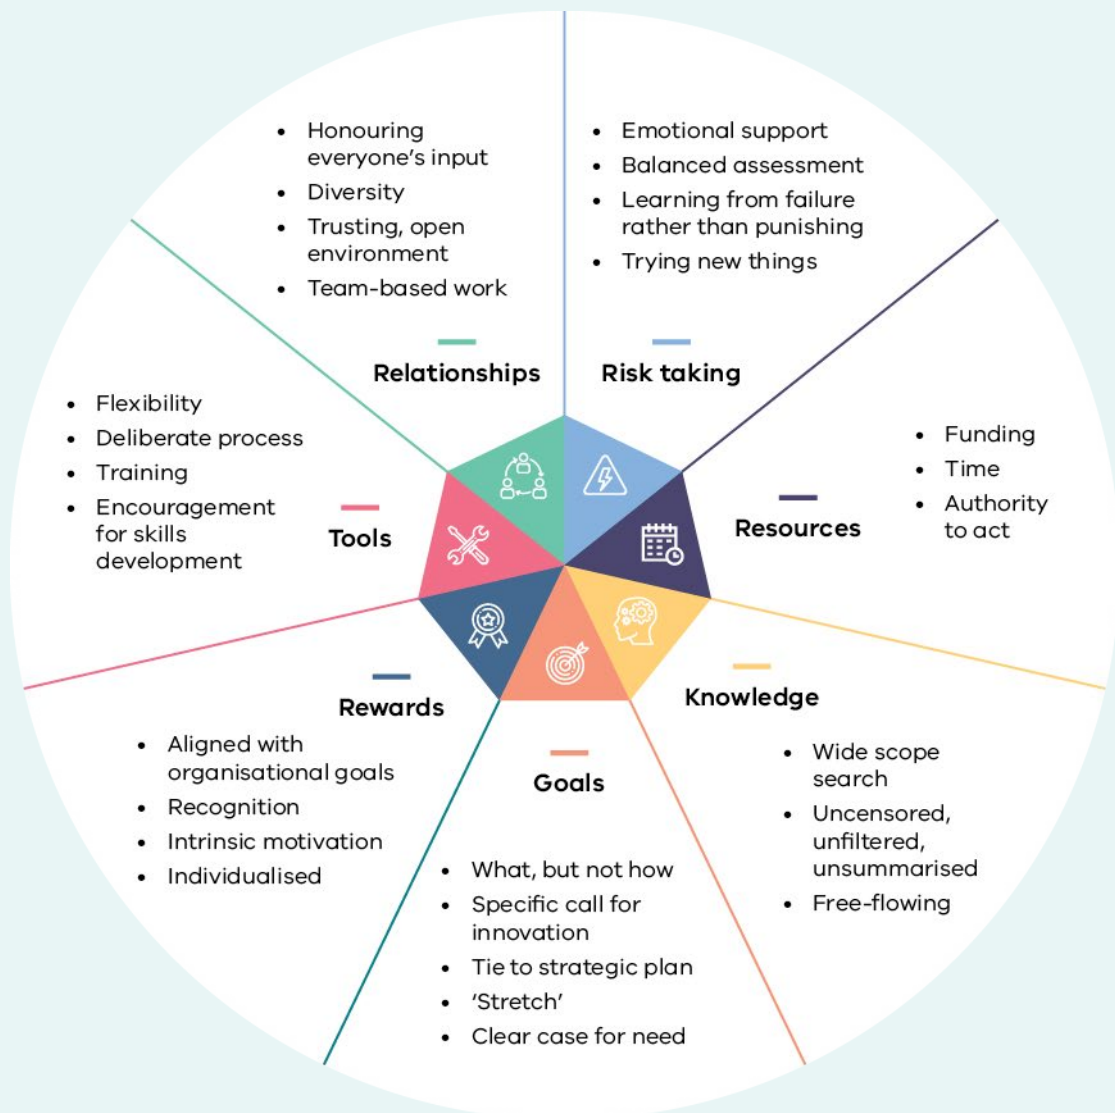 • Honouring
everyone's input
• Diversity
• Trusting, open
environment
• Team-based work
Relationships
• Emotional support
• Balanced assessment
• Learning from failure
rather than punishing
• Trying new things
Risk taking
• Funding
• Time
• Authority
to act
Resources
Knowledge
• Wide scope
search
• Uncensored,
unfiltered,
unsummarised
• Free-flowing
Goals
• What, but not how
• Specific call for
innovation
• Tie to strategic plan
• ‘Stretch’
• Clear case for need
Rewards
• Aligned with
organisational goals
• Recognition
• Intrinsic motivation
• Individualised
• Flexibility
• Deliberate process
• Training
• Encouragement
for skills
development
Tools